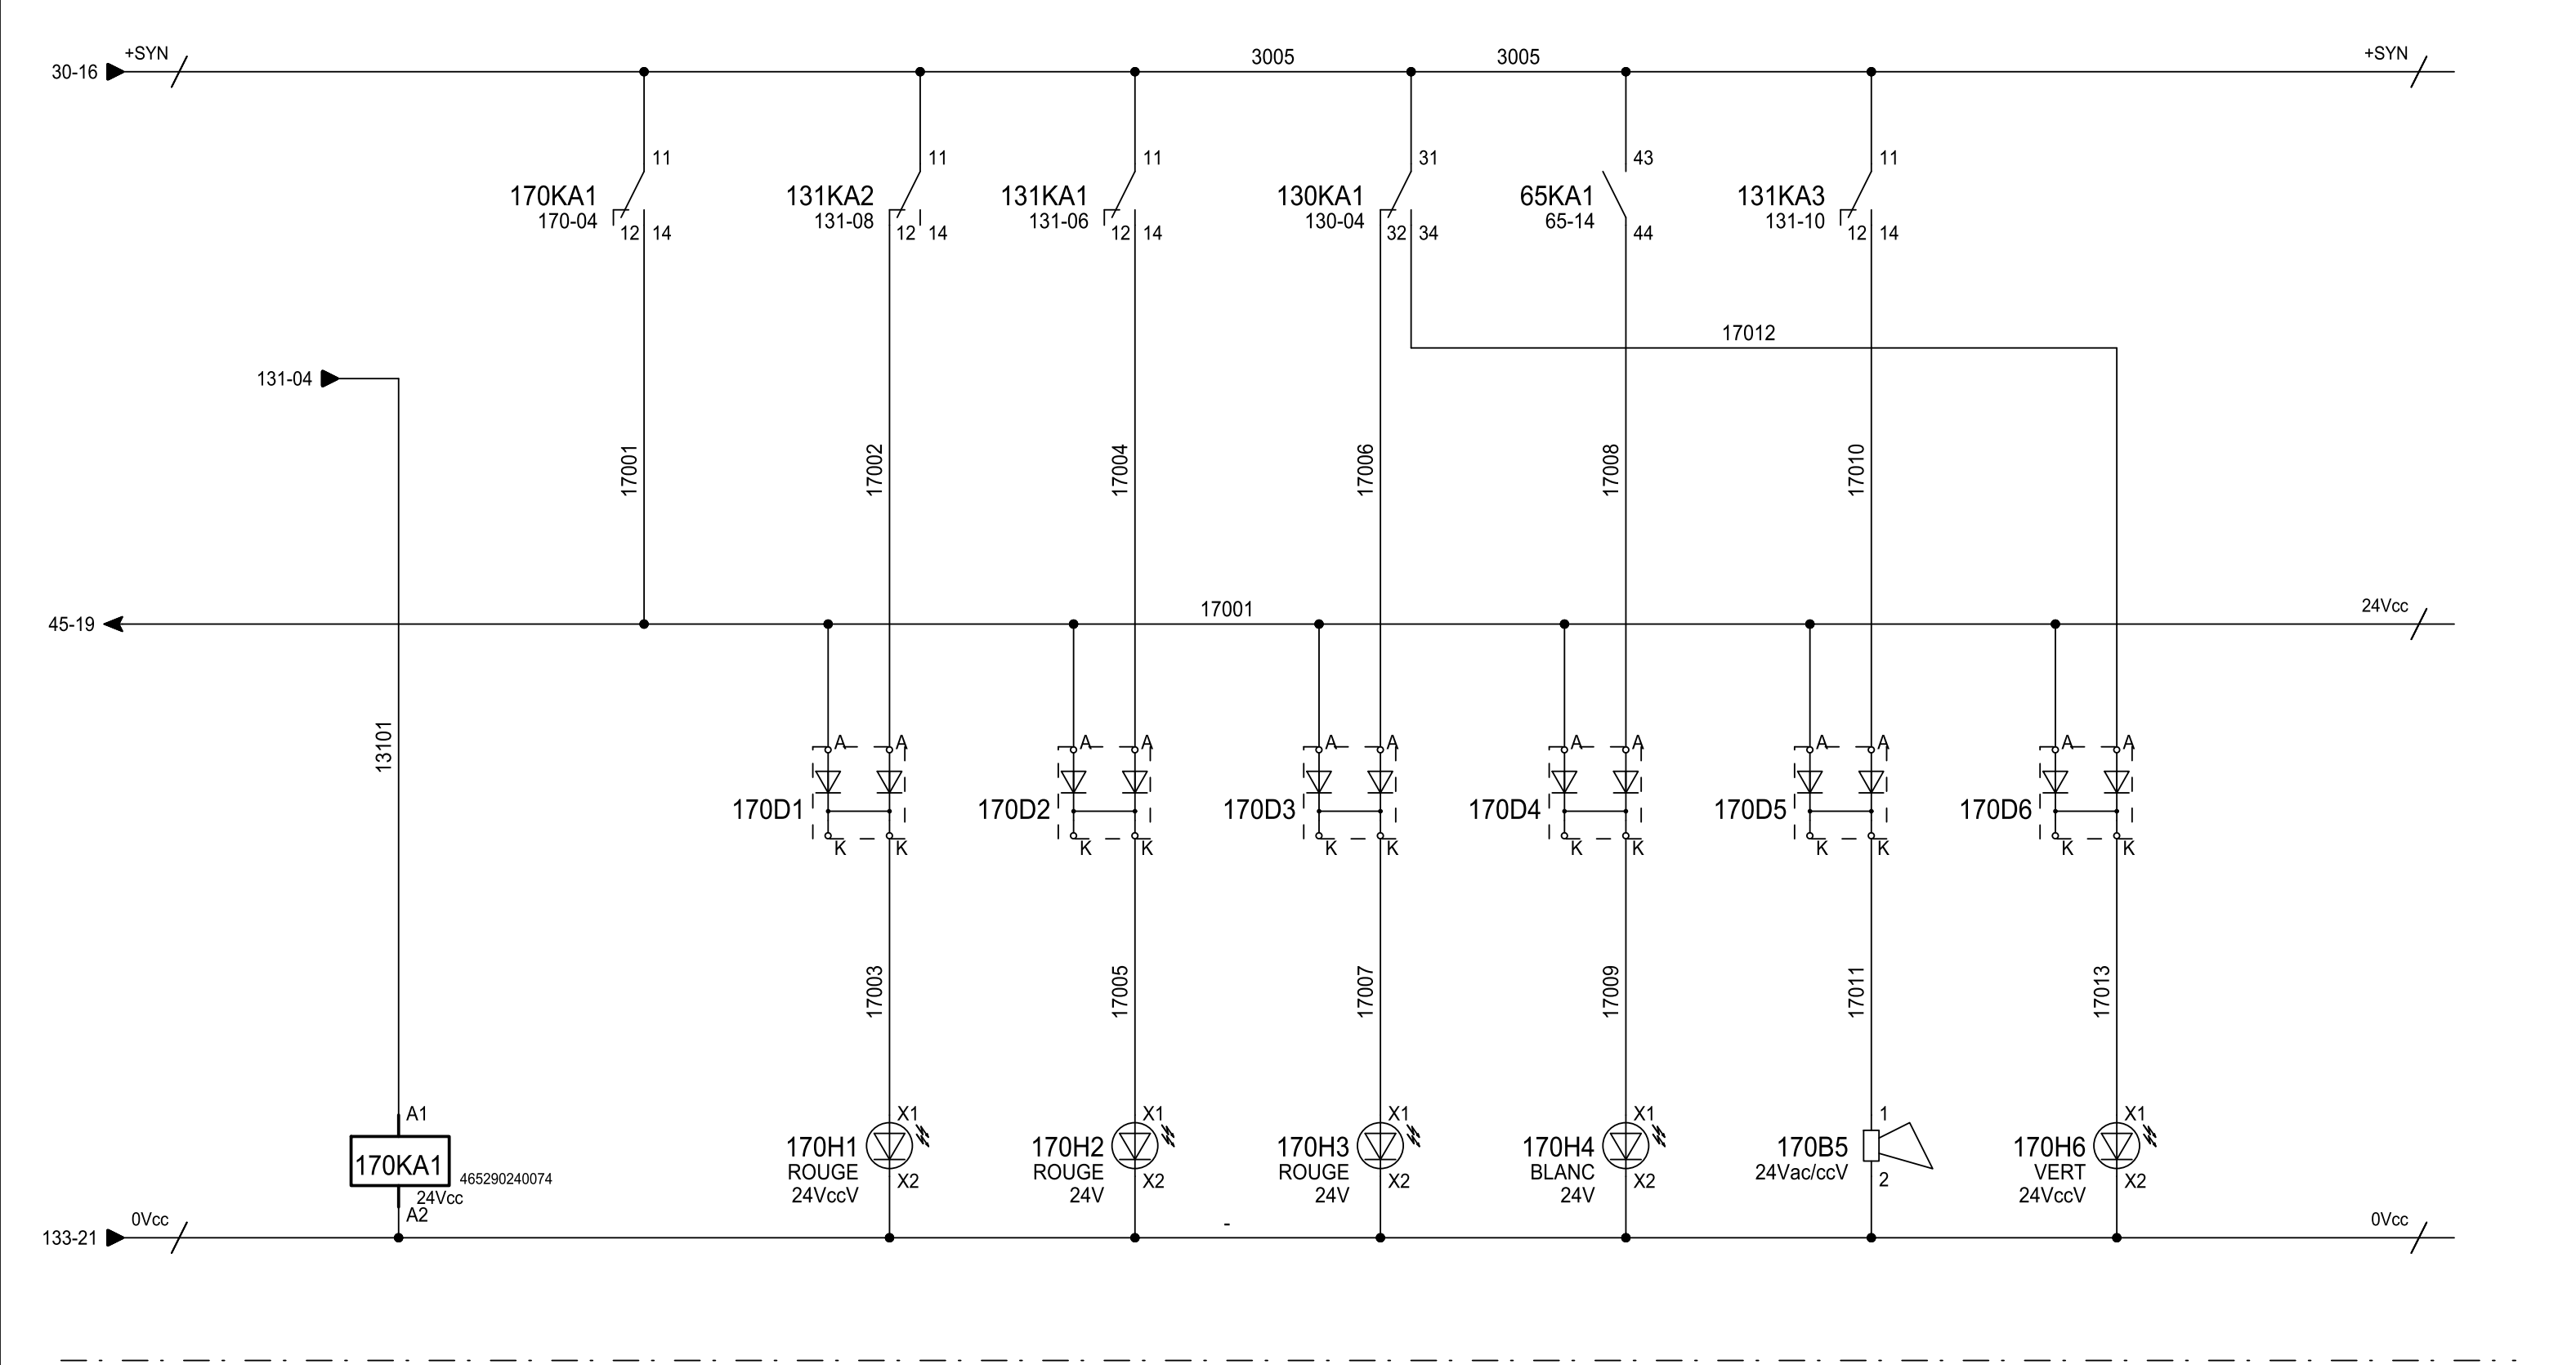 +SYN
3005
3005
+SYN
30-16
11
11
11
31
43
11
170KA1
131KA2
131KA1
130KA1
65KA1
131KA3
170-04
131-08
131-06
130-04
65-14
131-10
12 14
12 14
12 14
32 34
44
12 14
17012
131-04
17001
17002
17004
17006
17008
17010
17001
24Vcc
45-19
13101
A A
A A
A A
A A
A A
A A
170D1
170D2
170D3
170D4
170D5
170D6
K K
K K
K K
K K
K K
K K
17003
17005
17007
17009
17011
17013
A1
X1
X1
X1
X1
1
X1
170KA1
465290240074
24Vcc
A2
170H1
ROUGE
24VccV
X2
170H2
ROUGE
24V
X2
170H3
ROUGE
24V
X2
170H4
BLANC
24V
X2
170B5
24Vac/ccV
2
170H6
VERT
24VccV
X2
-
0Vcc
0Vcc
133-21